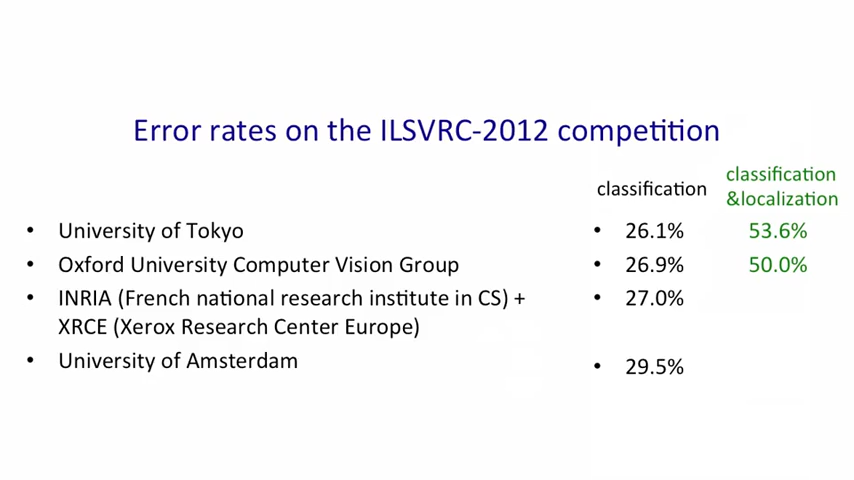 Error rates on the ILSVRC-2012 competition
classification
classification
&localization
• University of Tokyo • 26.1% 53.6%
• Oxford University Computer Vision Group • 26.9% 50.0%
• INRIA (French national research institute in CS) + • 27.0%
XRCE (Xerox Research Center Europe)
• University of Amsterdam • 29.5%